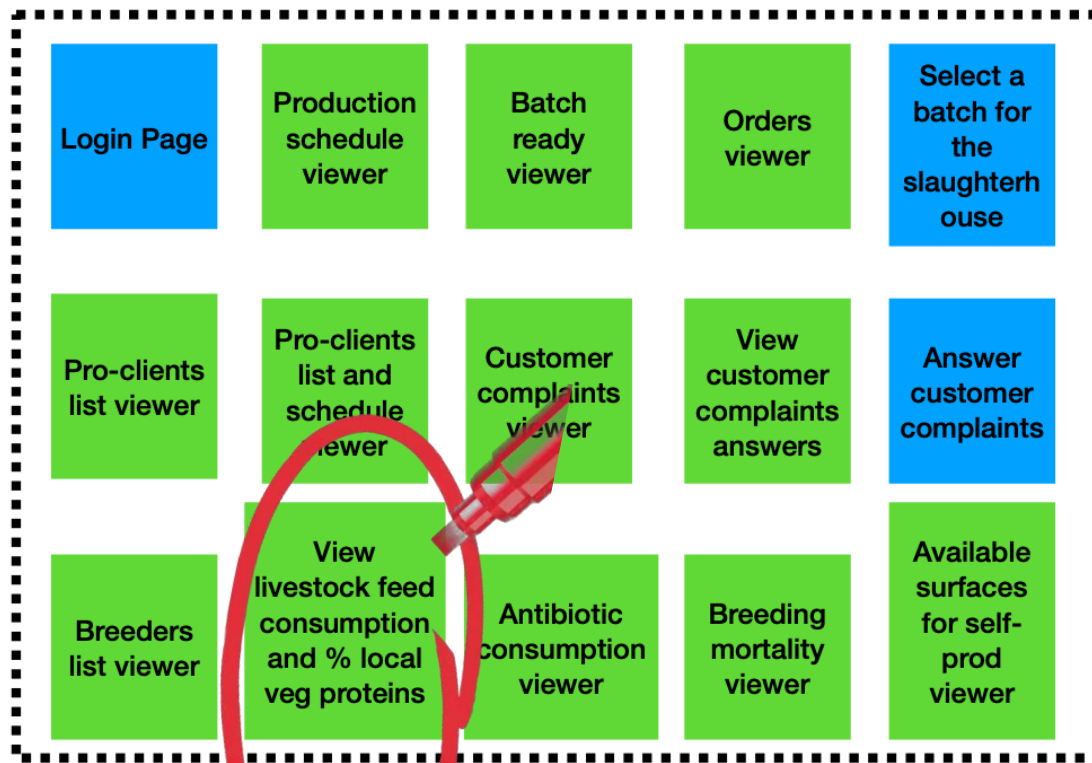 Login Page
Production
schedule
viewer
Batch
ready
viewer
Orders
viewer
Select a
batch for
the
slaughterh
ouse
Pro-clients
list viewer
Pro-clients
list and
schedule
viewer
Customer
complaints
viewer
View
customer
complaints
answers
Answer
customer
complaints
Breeders
list viewer
View
livestock feed
consumption
and % local
veg proteins
Antibiotic
consumption
viewer
Breeding
mortality
viewer
Available
surfaces
for self-
prod
viewer